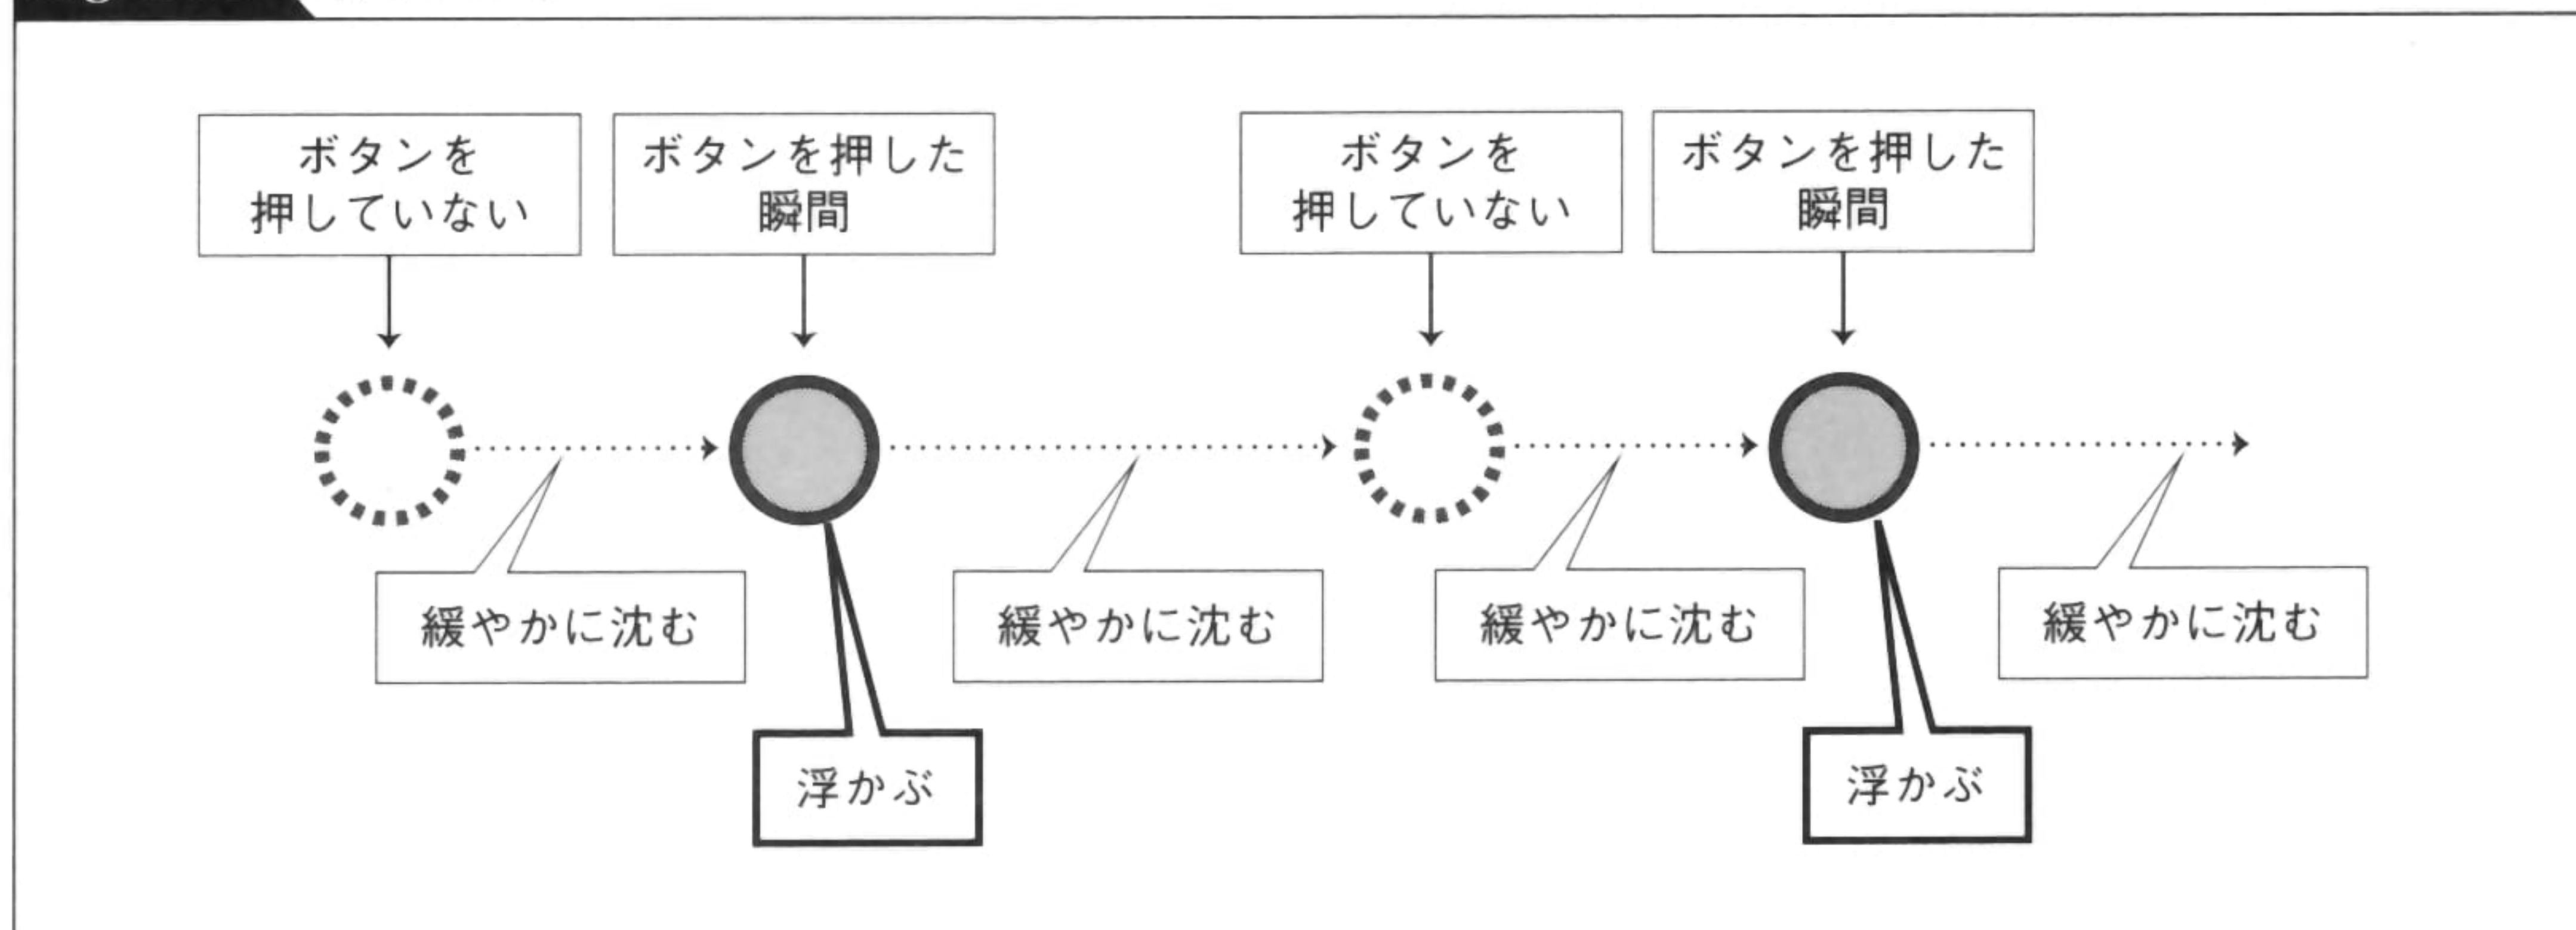 ボタンを
押していない
ボタンを押した
瞬間
ボタンを
押していない
ボタンを押した
瞬間
緩やかに沈む
緩やかに沈む
緩やかに沈む
緩やかに沈む
浮かぶ
浮かぶ